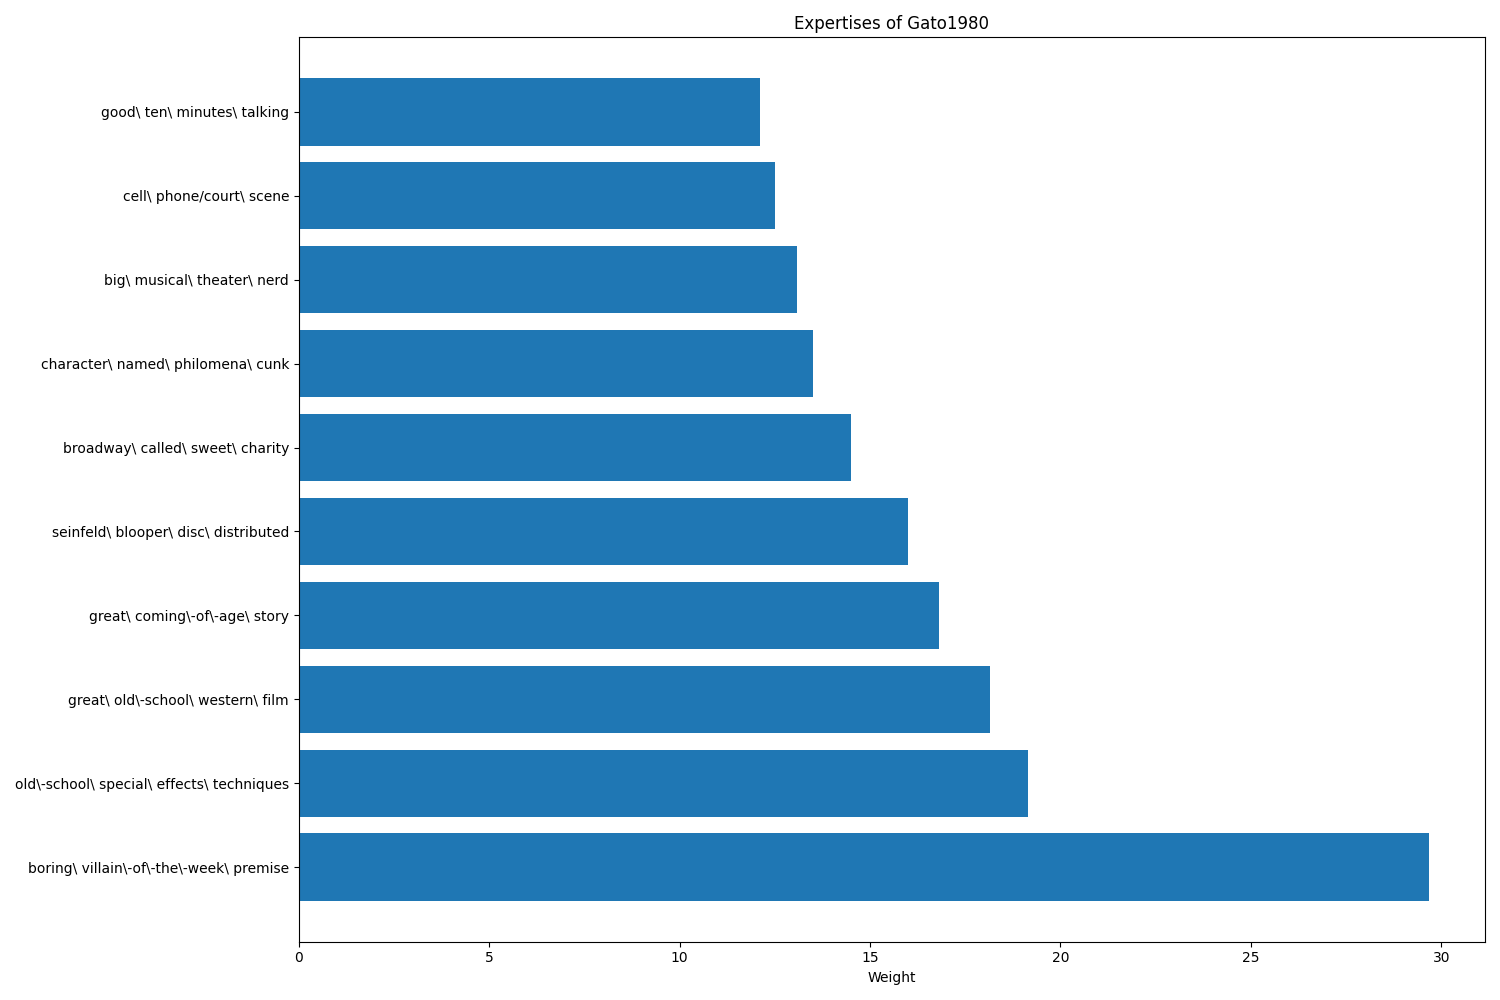 Expertises of Gato1980
good\ ten\ minutes\ talking
cell\ phone/court\ scene
big\ musical\ theater\ nerd
character\ named\ philomena\ cunk
broadway\ called\ sweet\ charity
seinfeld\ blooper\ disc\ distributed
great\ coming\-of\-age\ story
great\ old\-school\ western\ film
old\-school\ special\ effects\ techniques
boring\ villain\-of\-the\-week\ premise
0 5 10 15 20 25 30
Weight